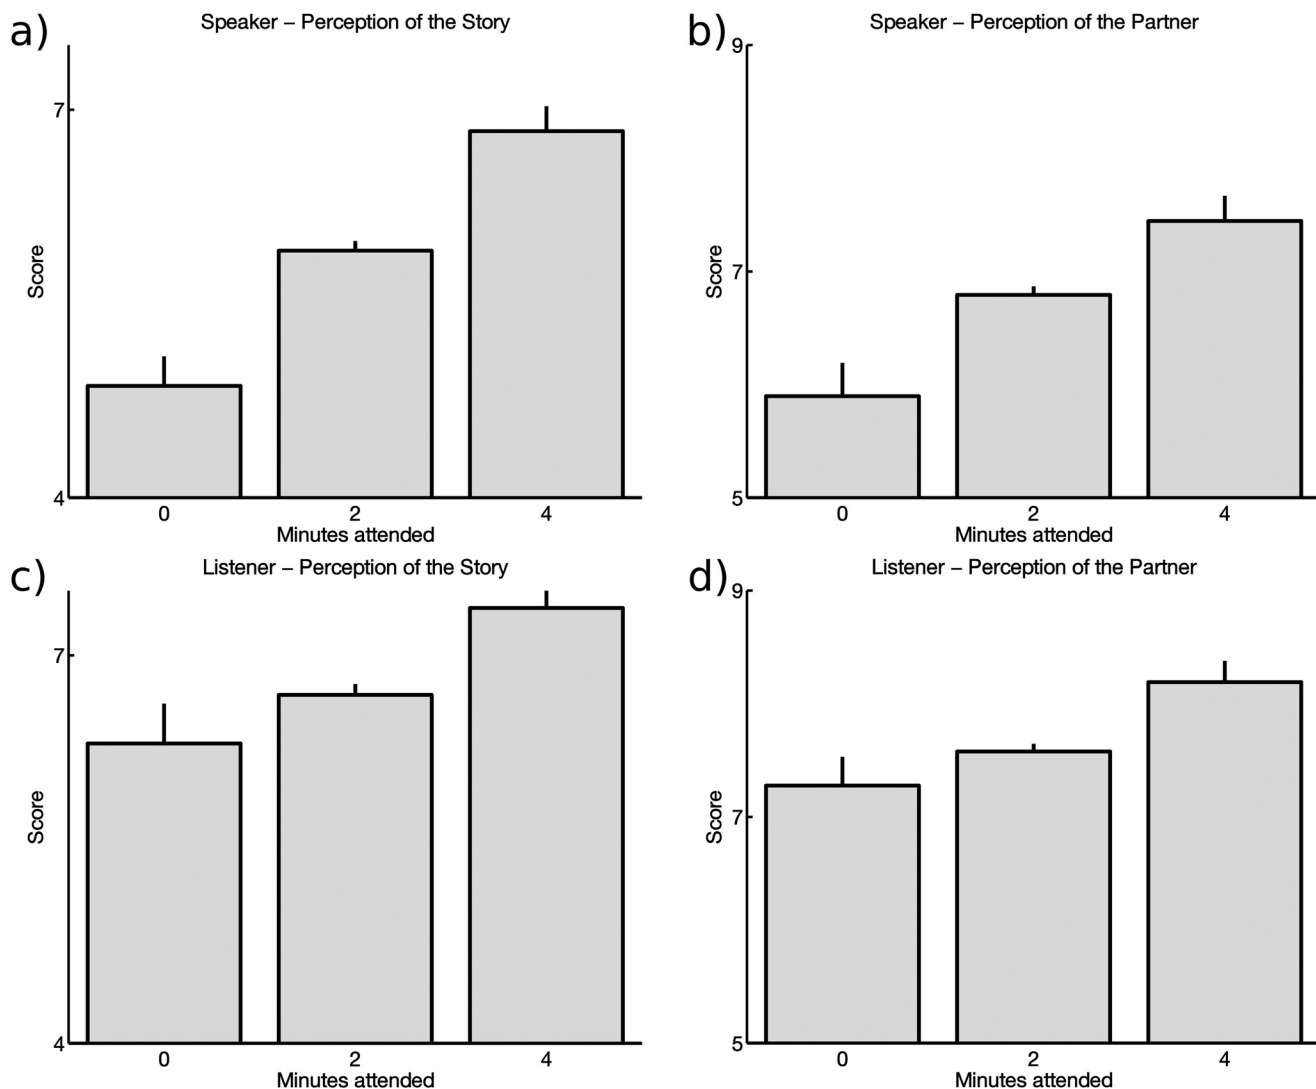 a)
Speaker – Perception of the Story
7
Score
4
0 2 4
Minutes attended
b)
Speaker – Perception of the Partner
9
7
Score
5
0 2 4
Minutes attended
c)
Listener – Perception of the Story
7
Score
4
0 2 4
Minutes attended
d)
Listener – Perception of the Partner
9
7
Score
5
0 2 4
Minutes attended